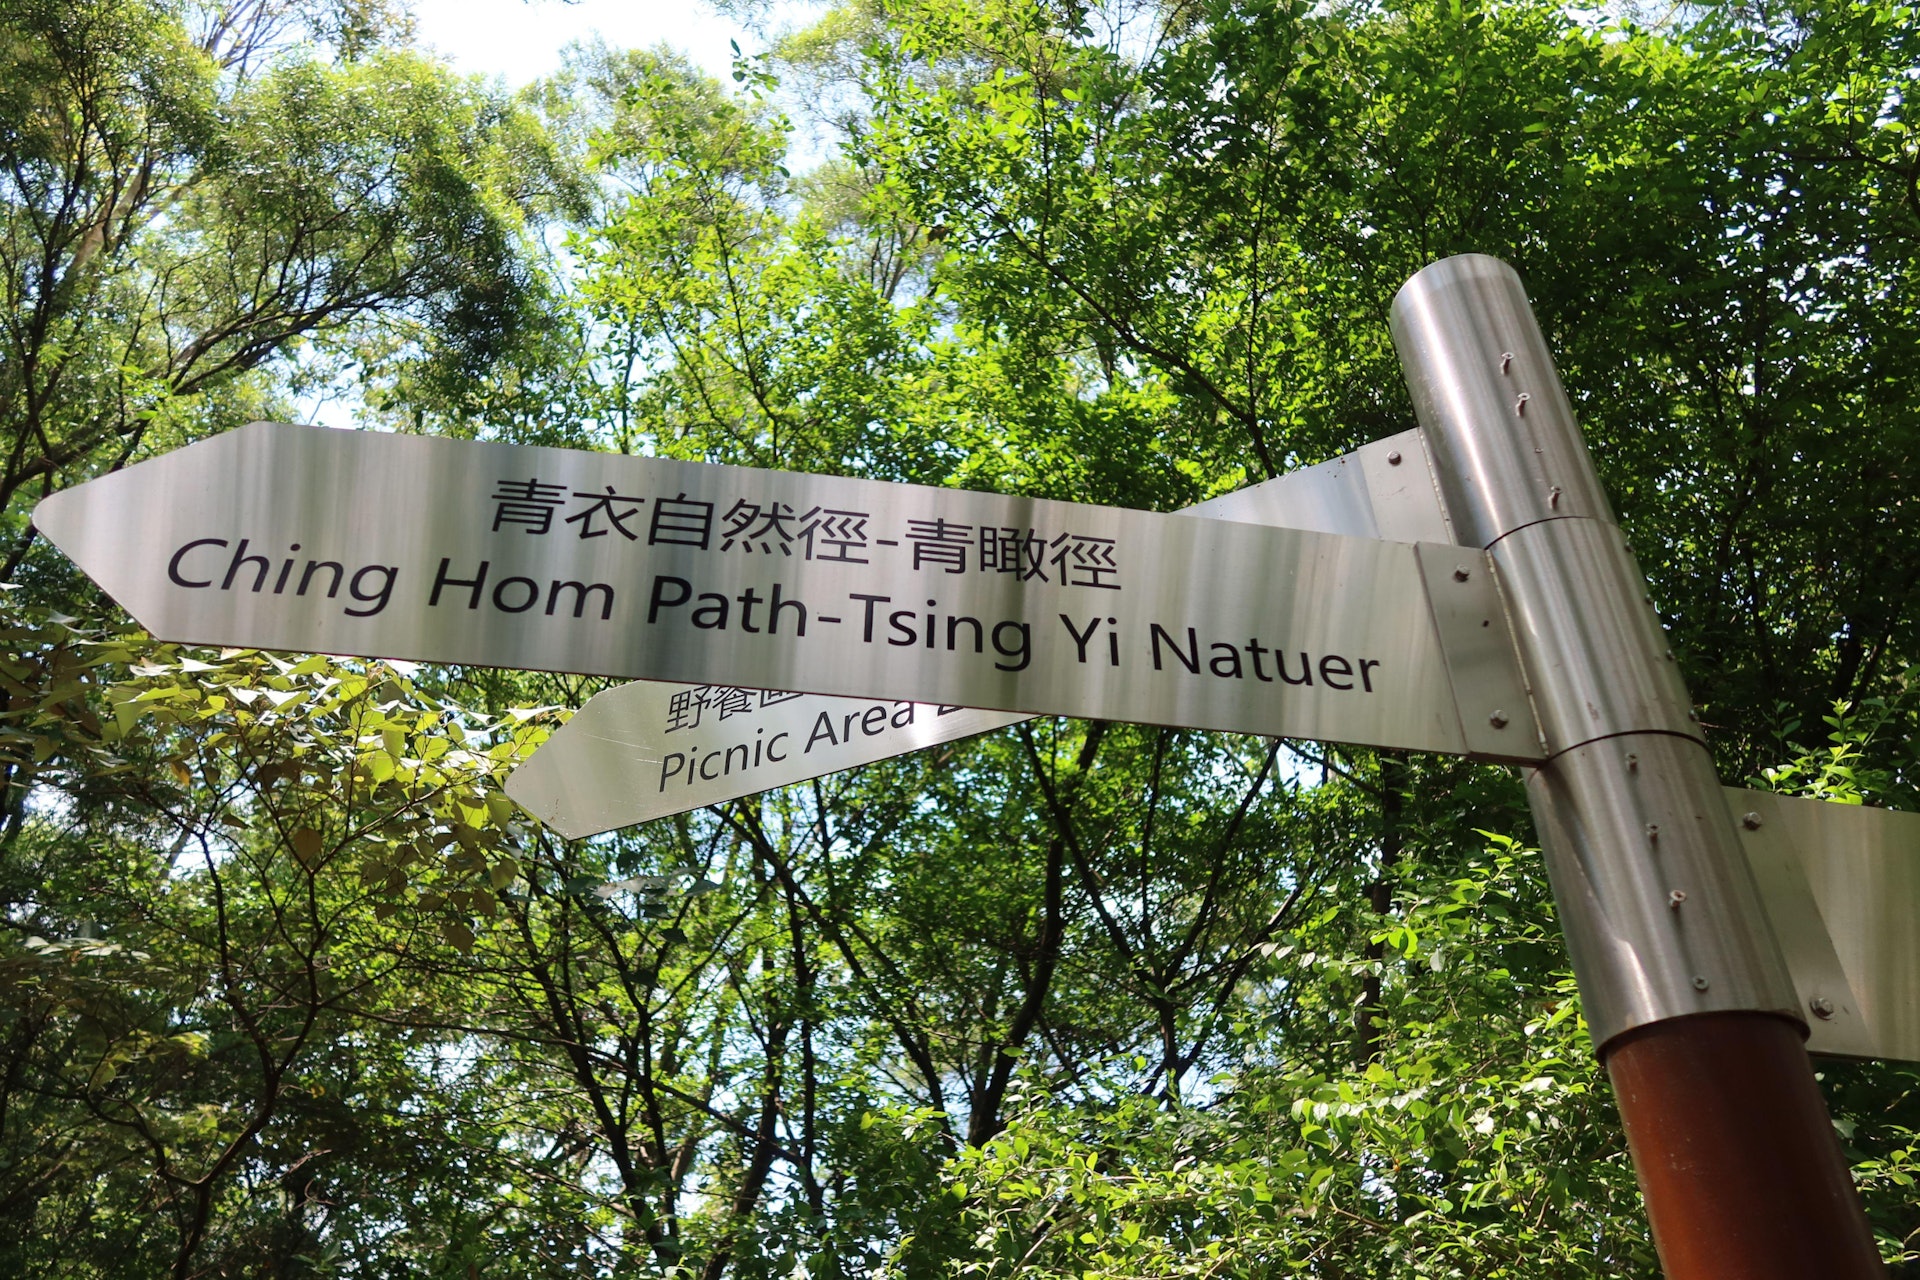 青衣自然徑-青瞰徑
Ching Hom Path-Tsing Yi Natuer
野餐
Picnic Area